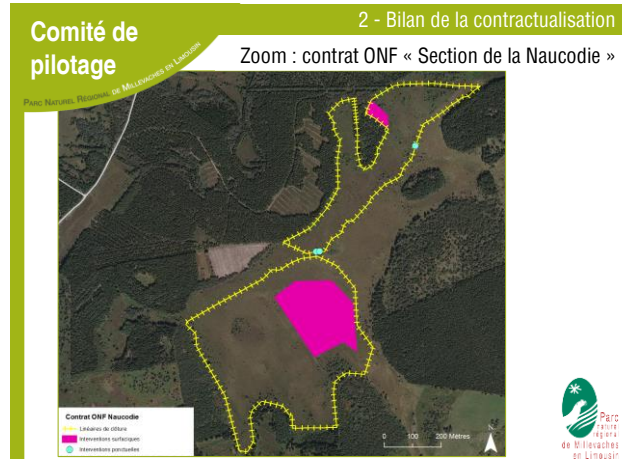 2 - Bilan de la contractualisation
Comité de
pilotage
PARC NATUREL RÉGIONAL DE MILLEVACHES EN LIMOUSIN
Zoom : contrat ONF « Section de la Naucodie »
Contrat ONF Naucodie
Linéaires de clôture
Interventions surfaciques
Interventions ponctuelles
0 100 200 Mètres
N
Parc
naturel
régional
de Millevaches
en Limousin